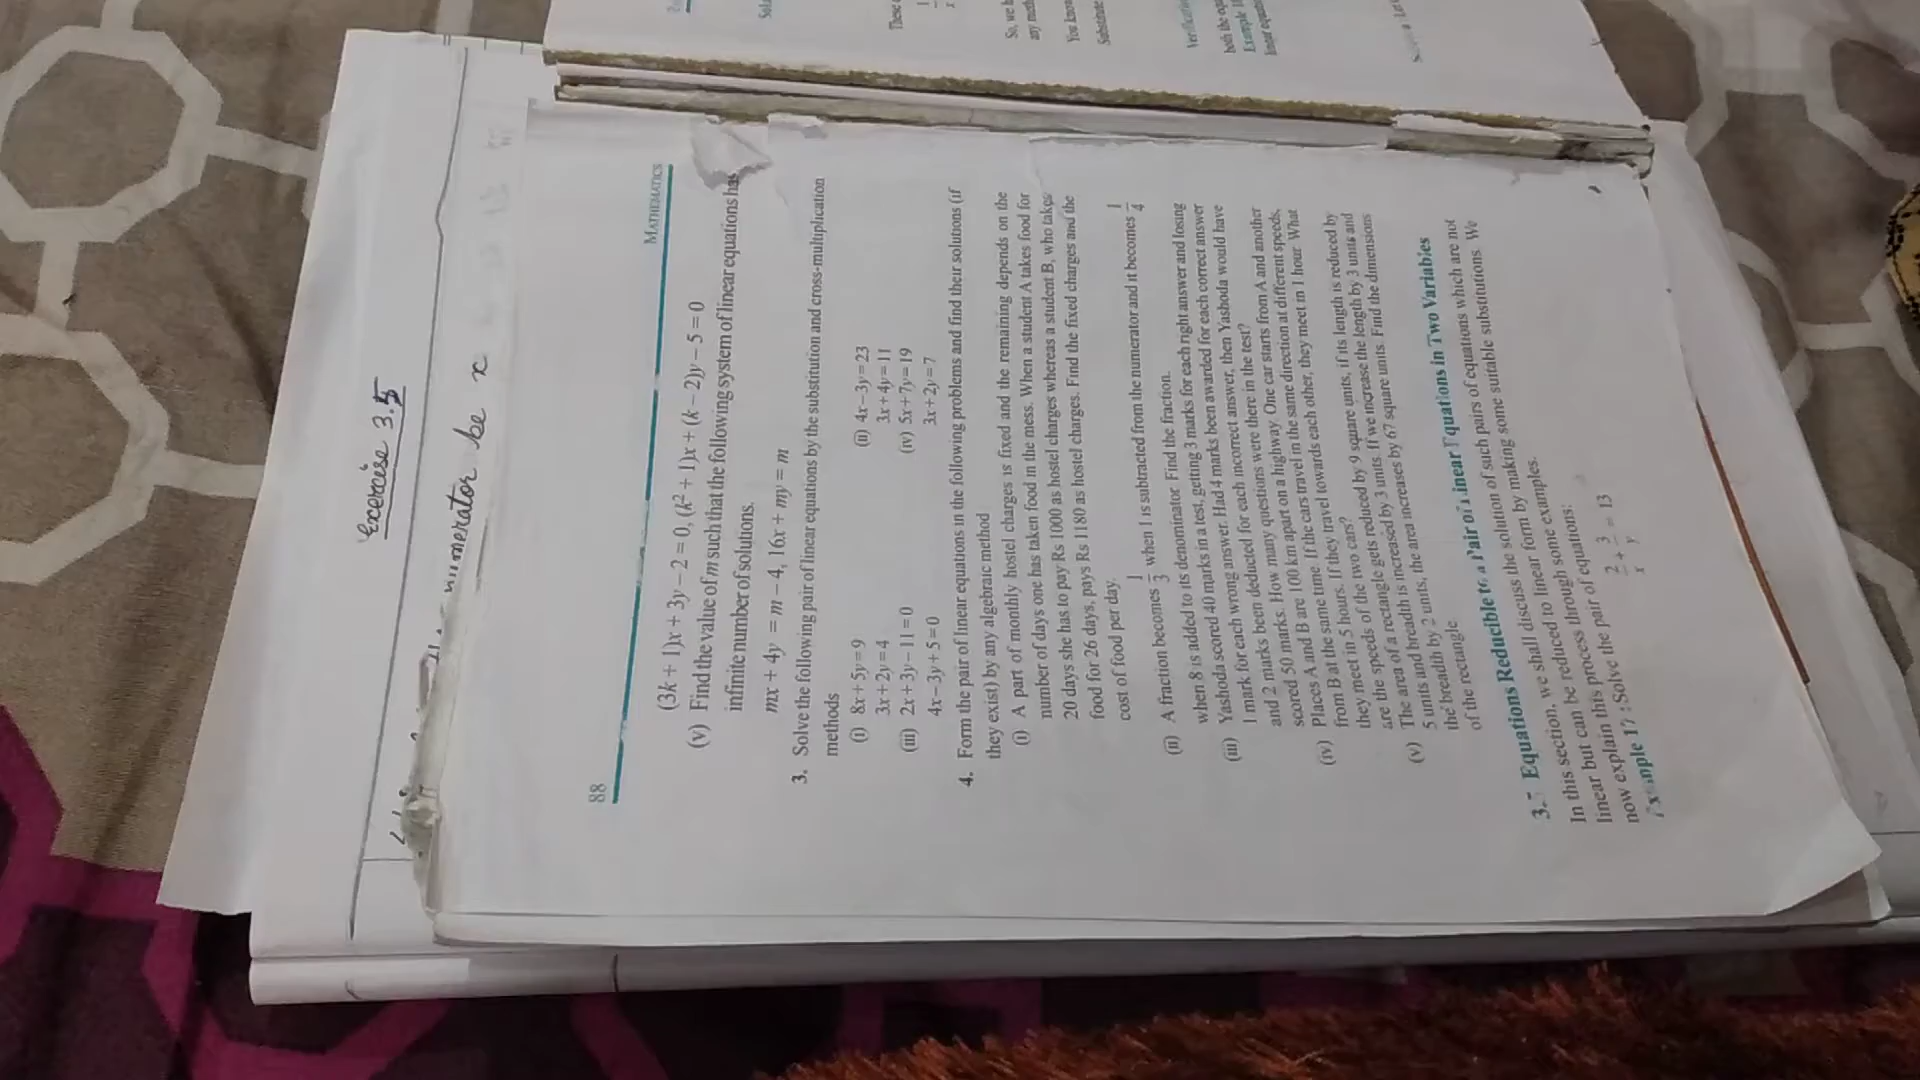 Exercise 3.5
numerator be x
88
MATHEMATICS
(3k + 1)x + 3y – 2 = 0, (k² + 1)x + (k – 2)y – 5 = 0
(v) Find the value of m such that the following system of linear equations has
infinite number of solutions.
mx + 4y = m – 4, 16x + my = m
3. Solve the following pair of linear equations by the substitution and cross-multiplication
methods
(i) 8x + 5y = 9 (ii) 4x – 3y = 23
3x + 2y = 4 3x + 4y = 11
(iii) 2x + 3y – 11 = 0 (iv) 5x + 7y = 19
4x – 3y + 5 = 0 3x + 2y = 7
4. Form the pair of linear equations in the following problems and find their solutions (if
they exist) by any algebraic method
(i) A part of monthly hostel charges is fixed and the remaining depends on the
number of days one has taken food in the mess. When a student A takes food for
20 days she has to pay Rs 1000 as hostel charges whereas a student B, who takes
food for 26 days, pays Rs 1180 as hostel charges. Find the fixed charges and the
cost of food per day.
(ii) A fraction becomes 1/3 when 1 is subtracted from the numerator and it becomes 1/4
when 8 is added to its denominator Find the fraction.
(iii) Yashoda scored 40 marks in a test, getting 3 marks for each right answer and losing
1 mark for each wrong answer. Had 4 marks been awarded for each correct answer
and 2 marks been deducted for each incorrect answer, then Yashoda would have
scored 50 marks. How many questions were there in the test?
(iv) Places A and B are 100 km apart on a highway. One car starts from A and another
from B at the same time. If the cars travel in the same direction at different speeds,
they meet in 5 hours. If they travel towards each other, they meet in 1 hour. What
are the speeds of the two cars?
(v) The area of a rectangle gets reduced by 9 square units, if its length is reduced by
5 units and breadth is increased by 3 units. If we increase the length by 3 units and
the breadth by 2 units, the area increases by 67 square units. Find the dimensions
of the rectangle
Equations Reducible to a Pair of Linear Equations in Two Variables
In this section, we shall discuss the solution of such pairs of equations which are not
linear but can be reduced to linear form by making some suitable substitutions. We
now explain this process through some examples.
Example 17 : Solve the pair of equations:
2/x + 3/y = 13
These
So, we
any meth
You know
Substitute
Verification
both the equ
Example 1
linear equ